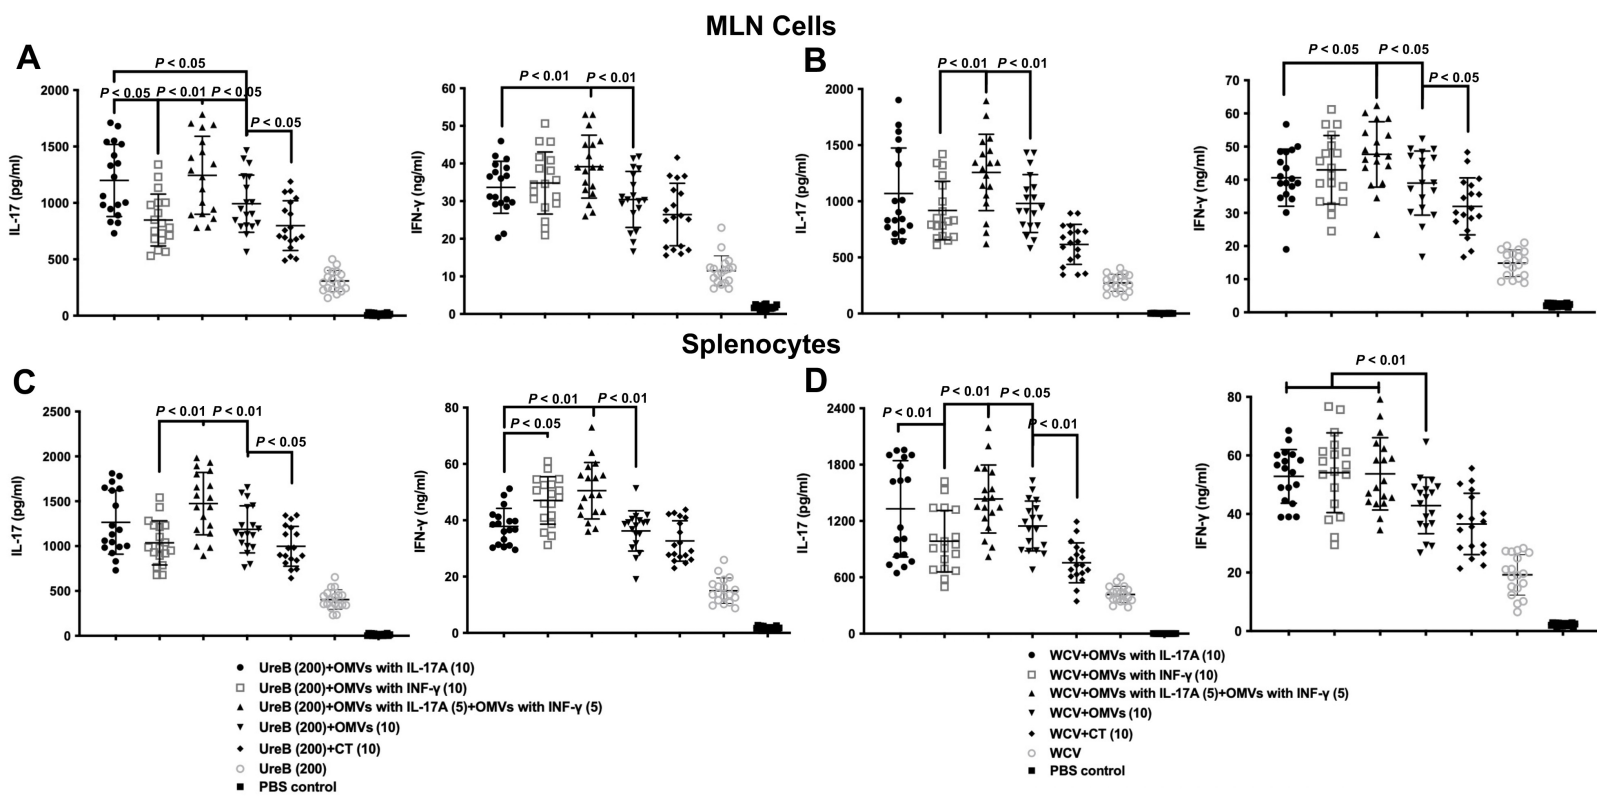 MLN Cells
A
P < 0.05
P < 0.05
P < 0.01
P < 0.05
P < 0.05
IL-17 (pg/ml)
2000
1500
1000
500
0
P < 0.01
P < 0.01
IFN-γ (ng/ml)
60
50
40
30
20
10
0
B
P < 0.01
P < 0.01
IL-17 (pg/ml)
2000
1500
1000
500
0
P < 0.05
P < 0.05
P < 0.05
IFN-γ (ng/ml)
70
60
50
40
30
20
10
0
Splenocytes
C
P < 0.01
P < 0.01
P < 0.05
IL-17 (pg/ml)
2500
2000
1500
1000
500
0
P < 0.01
P < 0.01
P < 0.05
IFN-γ (ng/ml)
80
60
40
20
0
D
P < 0.01
P < 0.01
P < 0.05
P < 0.01
IL-17 (pg/ml)
2400
1800
1200
600
0
P < 0.01
IFN-γ (ng/ml)
80
60
40
20
0
UreB (200)+OMVs with IL-17A (10)
UreB (200)+OMVs with INF-γ (10)
UreB (200)+OMVs with IL-17A (5)+OMVs with INF-γ (5)
UreB (200)+OMVs (10)
UreB (200)+CT (10)
UreB (200)
PBS control
WCV+OMVs with IL-17A (10)
WCV+OMVs with INF-γ (10)
WCV+OMVs with IL-17A (5)+OMVs with INF-γ (5)
WCV+OMVs (10)
WCV+CT (10)
WCV
PBS control